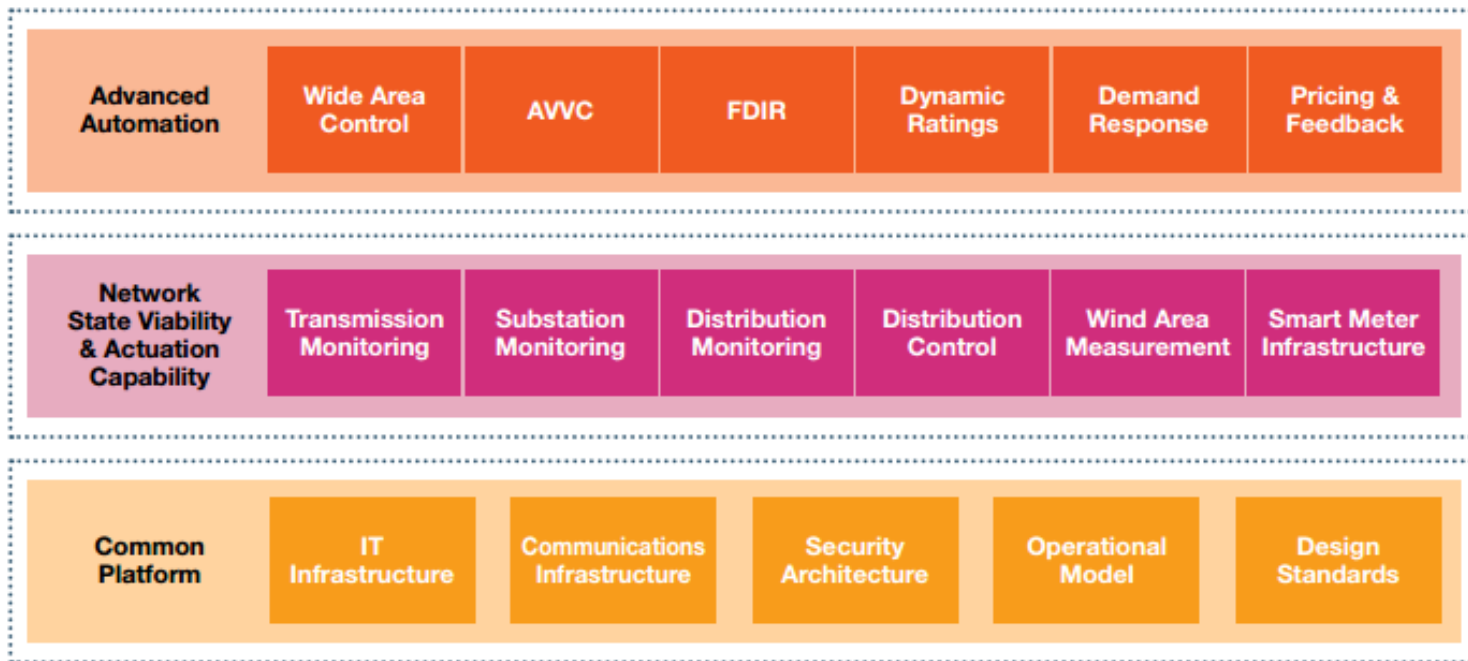 Advanced
Automation
Wide Area
Control
AVVC
FDIR
Dynamic
Ratings
Demand
Response
Pricing &
Feedback
Network
State Viability
& Actuation
Capability
Transmission
Monitoring
Substation
Monitoring
Distribution
Monitoring
Distribution
Control
Wind Area
Measurement
Smart Meter
Infrastructure
Common
Platform
IT
Infrastructure
Communications
Infrastructure
Security
Architecture
Operational
Model
Design
Standards